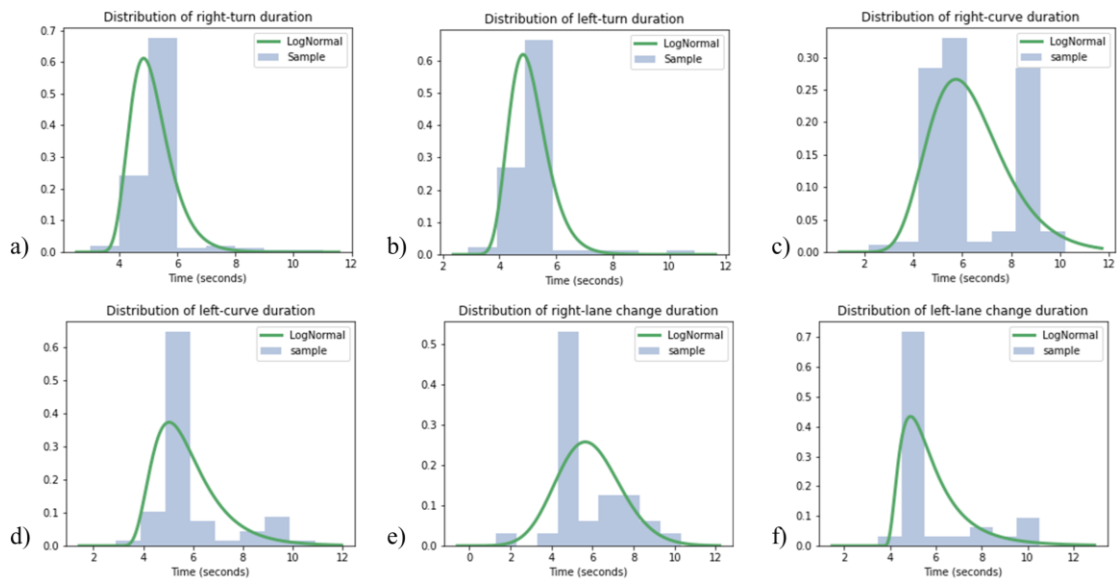 Distribution of right-turn duration
LogNormal
Sample
0.7
0.6
0.5
0.4
0.3
0.2
0.1
0.0
4 6 8 10 12
Time (seconds)
a)
Distribution of left-turn duration
LogNormal
Sample
0.6
0.5
0.4
0.3
0.2
0.1
0.0
2 4 6 8 10 12
Time (seconds)
b)
Distribution of right-curve duration
LogNormal
sample
0.30
0.25
0.20
0.15
0.10
0.05
0.00
2 4 6 8 10 12
Time (seconds)
c)
Distribution of left-curve duration
LogNormal
sample
0.6
0.5
0.4
0.3
0.2
0.1
0.0
2 4 6 8 10 12
Time (seconds)
d)
Distribution of right-lane change duration
LogNormal
sample
0.5
0.4
0.3
0.2
0.1
0.0
0 2 4 6 8 10 12
Time (seconds)
e)
Distribution of left-lane change duration
LogNormal
sample
0.7
0.6
0.5
0.4
0.3
0.2
0.1
0.0
2 4 6 8 10 12
Time (seconds)
f)